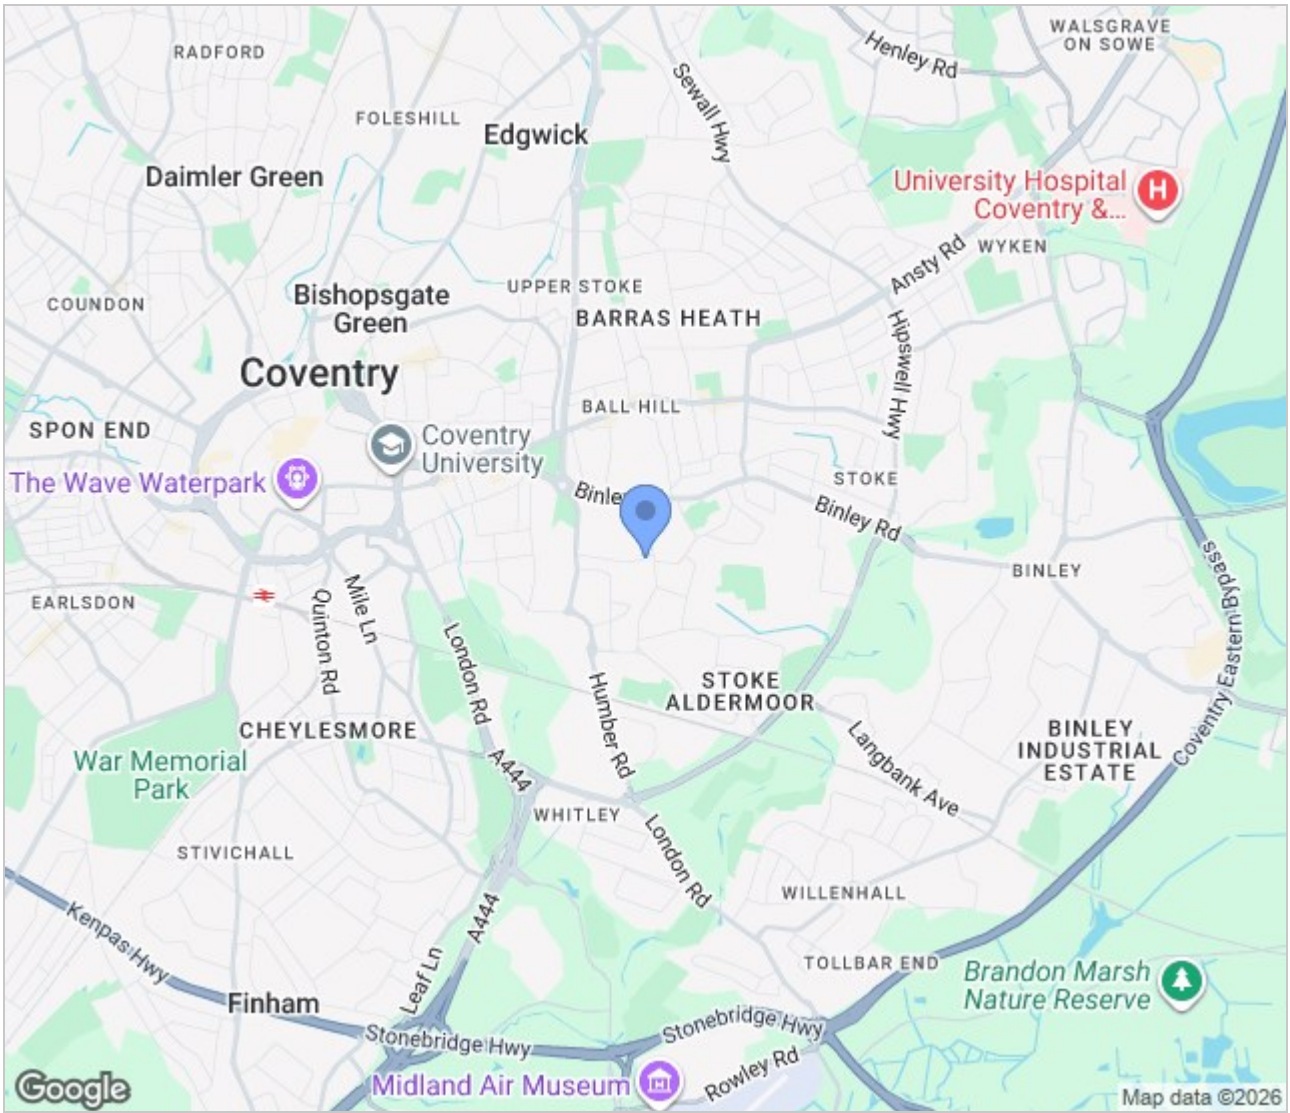 RADFORD
WALSGRAVE
ON SOWE
Henley Rd
Sewall Hwy
FOLESHILL
Edgwick
Daimler Green
University Hospital
Coventry &...
H
WYKEN
Ansty Rd
UPPER STOKE
COUNDON
Bishopsgate
Green
BARRAS HEATH
Hipswell Hwy
Coventry
BALL HILL
SPON END
Coventry
University
The Wave Waterpark
STOKE
Binley Rd
Coventry Eastern Bypass
BINLEY
EARLSDON
Mile Ln
Quinton Rd
London Rd
STOKE
ALDERMOOR
Humber Rd
CHEYLESMORE
War Memorial
Park
A444
Langbank Ave
BINLEY
INDUSTRIAL
ESTATE
WHITLEY
London Rd
STIVICHALL
WILLENHALL
Kenpas Hwy
A444
Leaf Ln
TOLLBAR END
Brandon Marsh
Nature Reserve
Finham
Stonebridge Hwy
Stonebridge Hwy
Rowley Rd
Midland Air Museum
Google
Map data ©2026